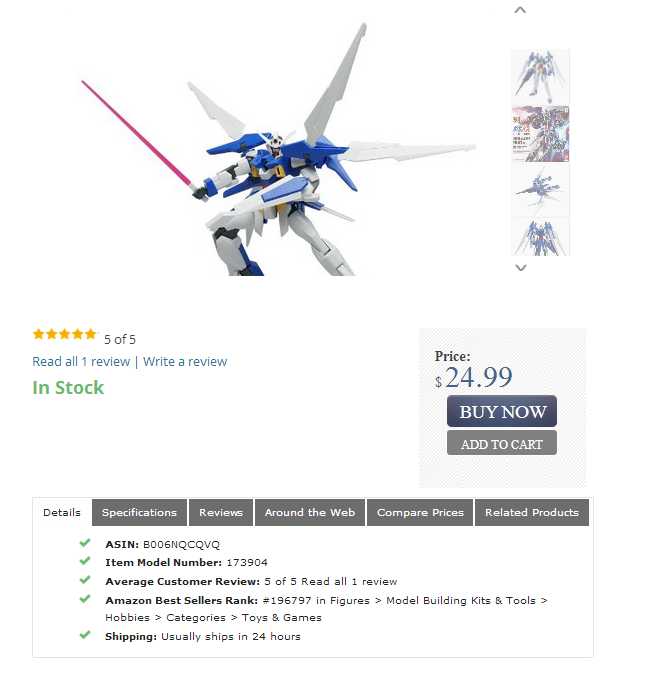 5 of 5
Read all 1 review | Write a review
In Stock
Price:
$24.99
BUY NOW
ADD TO CART
Details Specifications Reviews Around the Web Compare Prices Related Products
ASIN: B006NQCQVQ
Item Model Number: 173904
Average Customer Review: 5 of 5 Read all 1 review
Amazon Best Sellers Rank: #196797 in Figures > Model Building Kits & Tools >
Hobbies > Categories > Toys & Games
Shipping: Usually ships in 24 hours